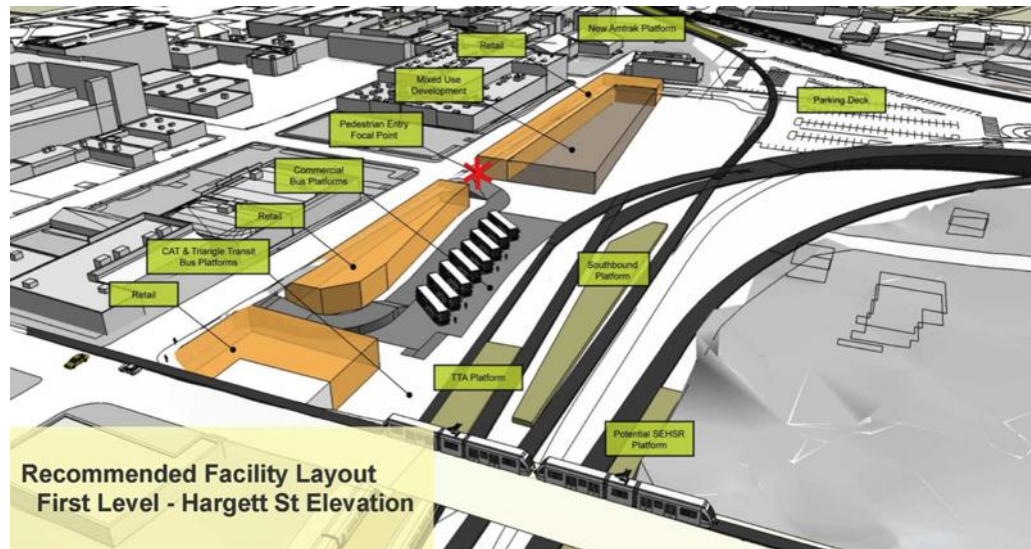 New Amtrak Platform
Retail
Mixed Use
Development
Parking Deck
Pedestrian Entry
Focal Point
Commercial
Bus Platforms
Retail
CAT & Triangle Transit
Bus Platforms
Southbound
Platform
Retail
TTA Platform
Potential SEHSR
Platform
Recommended Facility Layout
First Level - Hargett St Elevation